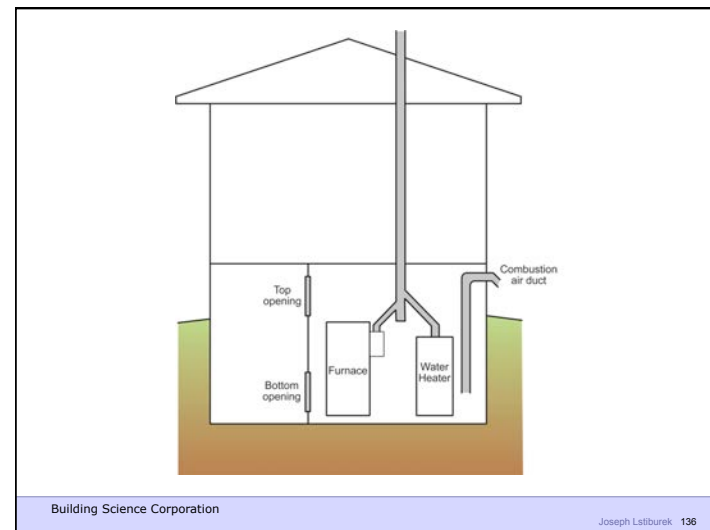 Combustion
air duct
Top
opening
Furnace
Water
Heater
Bottom
opening
Building Science Corporation
Joseph Lstiburek 136